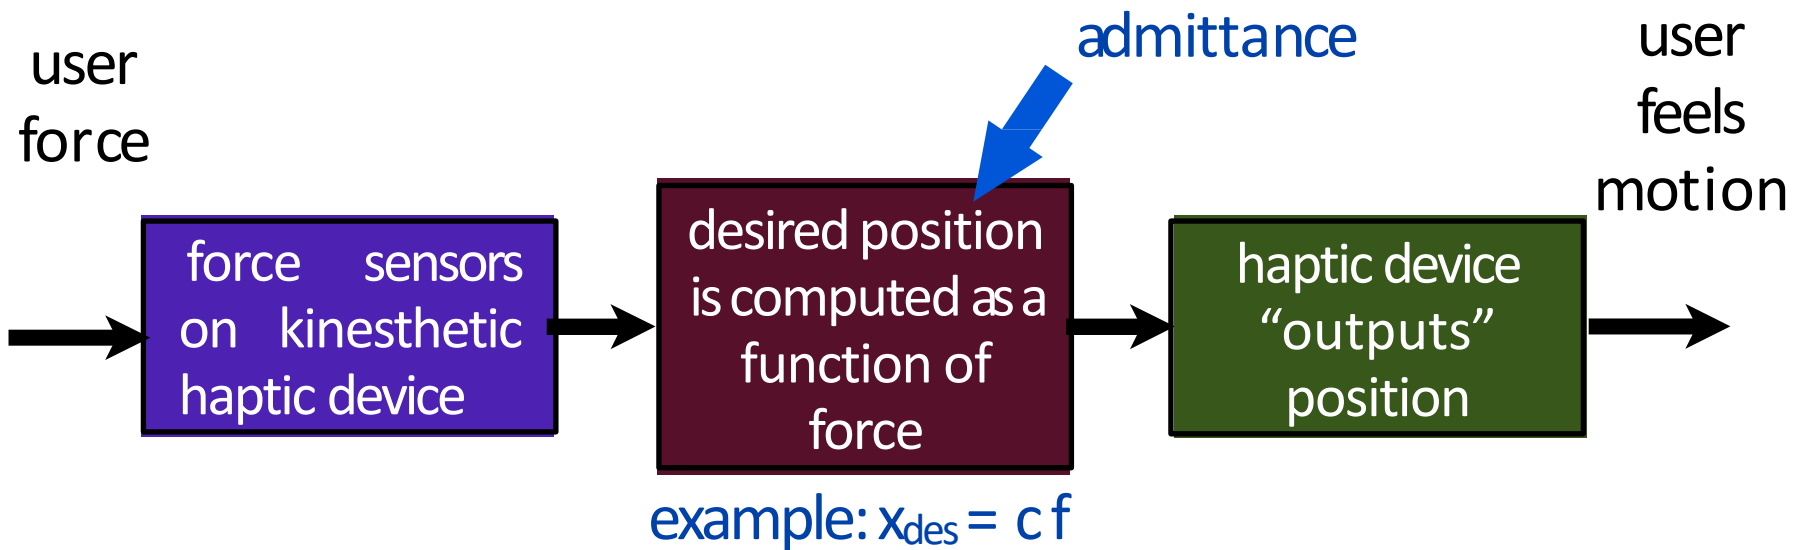 user
force
force sensors
on kinesthetic
haptic device
admittance
desired position
is computed as a
function of
force
example: xdes = c f
haptic device
“outputs”
position
user
feels
motion